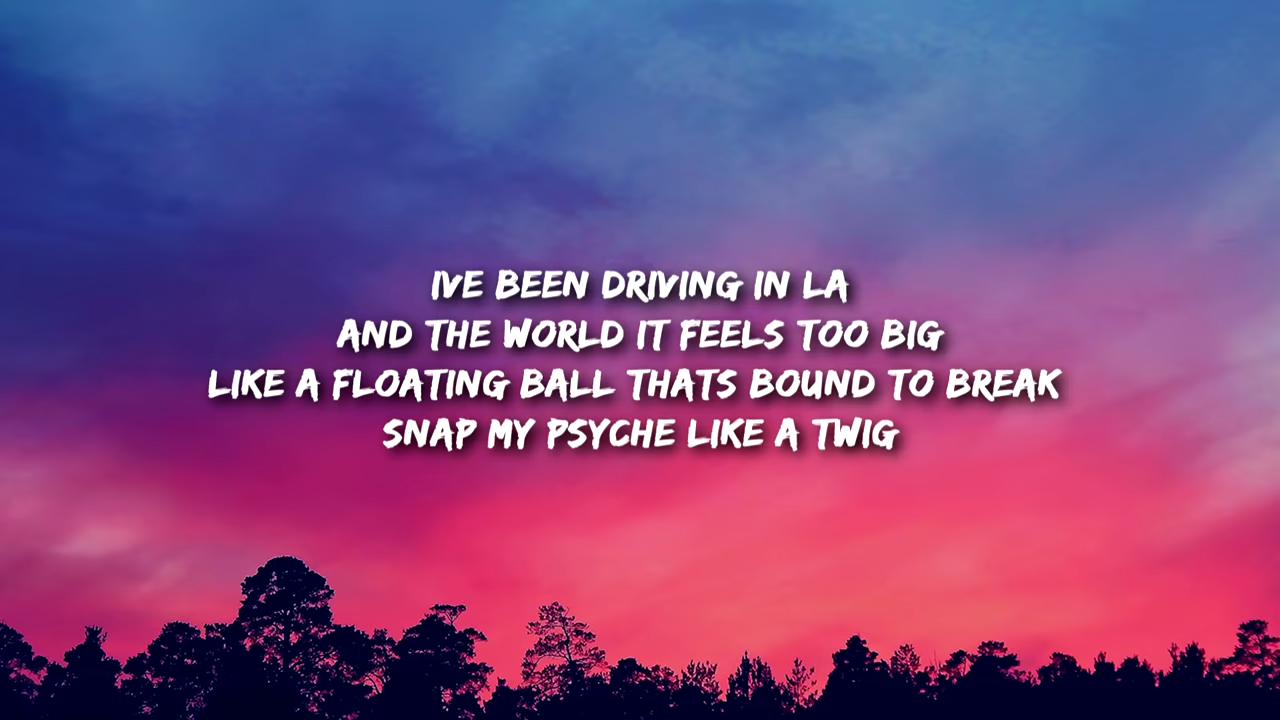 IVE BEEN DRIVING IN LA
AND THE WORLD IT FEELS TOO BIG
LIKE A FLOATING BALL THATS BOUND TO BREAK
SNAP MY PSYCHE LIKE A TWIG